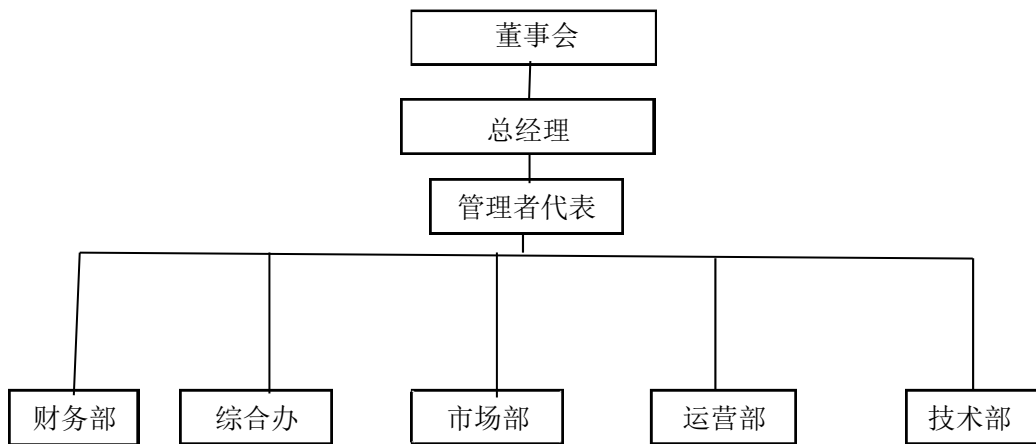 董事会
总经理
管理者代表
财务部
综合办
市场部
运营部
技术部